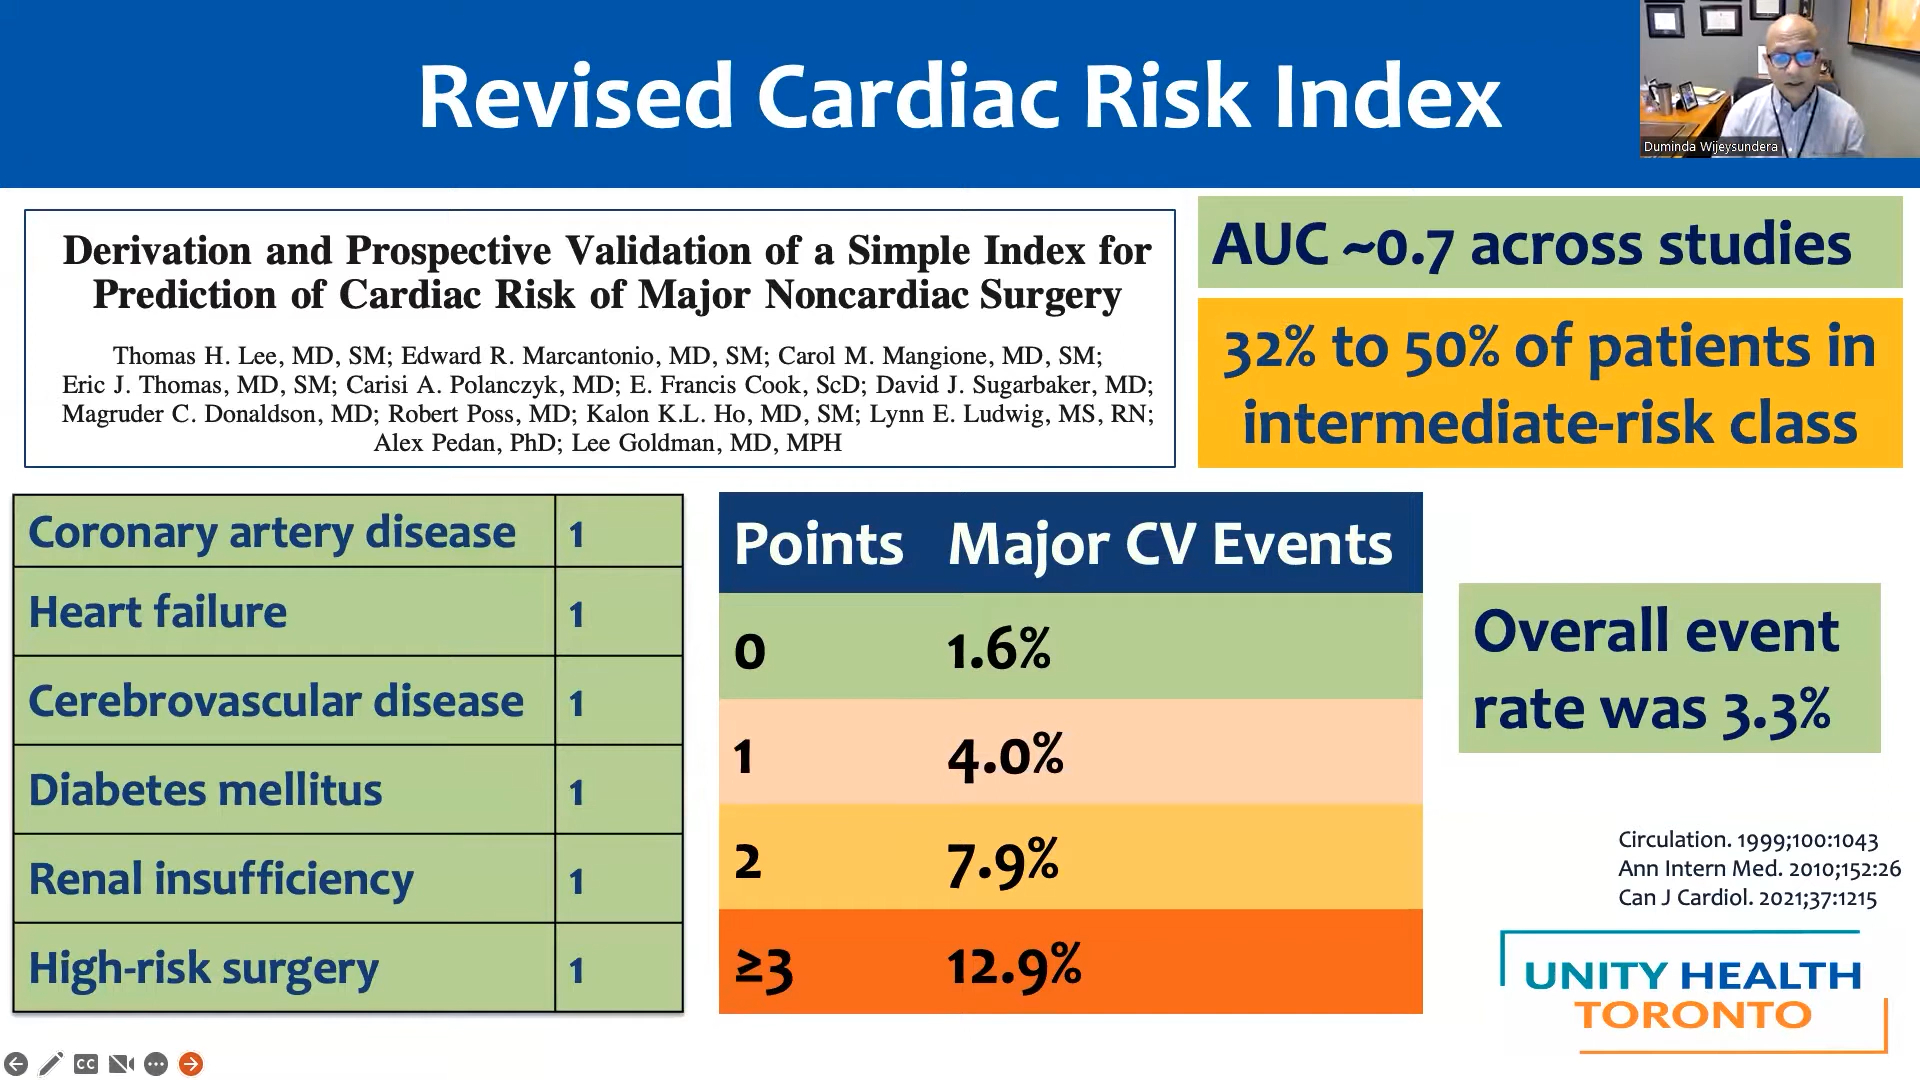 Revised Cardiac Risk Index
Duminda Wijeysundera
Derivation and Prospective Validation of a Simple Index for
Prediction of Cardiac Risk of Major Noncardiac Surgery
Thomas H. Lee, MD, SM; Edward R. Marcantonio, MD, SM; Carol M. Mangione, MD, SM;
Eric J. Thomas, MD, SM; Carisi A. Polanczyk, MD; E. Francis Cook, ScD; David J. Sugarbaker, MD;
Magruder C. Donaldson, MD; Robert Poss, MD; Kalon K.L. Ho, MD, SM; Lynn E. Ludwig, MS, RN;
Alex Pedan, PhD; Lee Goldman, MD, MPH
AUC ~0.7 across studies
32% to 50% of patients in
intermediate-risk class
Coronary artery disease 1
Heart failure 1
Cerebrovascular disease 1
Diabetes mellitus 1
Renal insufficiency 1
High-risk surgery 1
Points Major CV Events
0 1.6%
1 4.0%
2 7.9%
≥3 12.9%
Overall event
rate was 3.3%
Circulation. 1999;100:1043
Ann Intern Med. 2010;152:26
Can J Cardiol. 2021;37:1215
UNITY HEALTH
TORONTO
CC